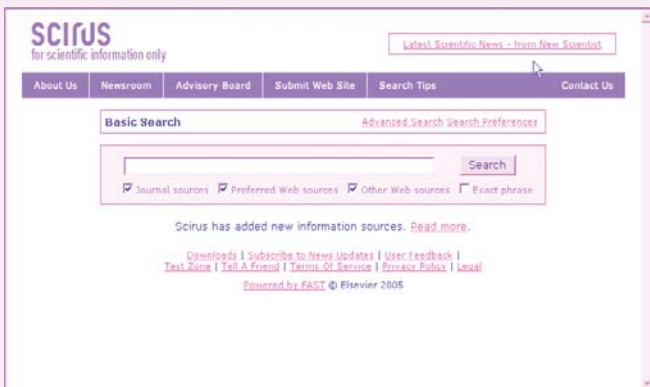 SCIRUS
for scientific information only
Latest Scientific News - from New Scientist
About Us Newsroom Advisory Board Submit Web Site Search Tips Contact Us
Basic Search Advanced Search Search Preferences
Search
Journal sources Preferred Web sources Other Web sources Exact phrase
Scirus has added new information sources. Read more.
Downloads | Subscribe to News Updates | User Feedback |
Test Zone | Tell A Friend | Terms Of Service | Privacy Policy | Legal
Powered by FAST © Elsevier 2005